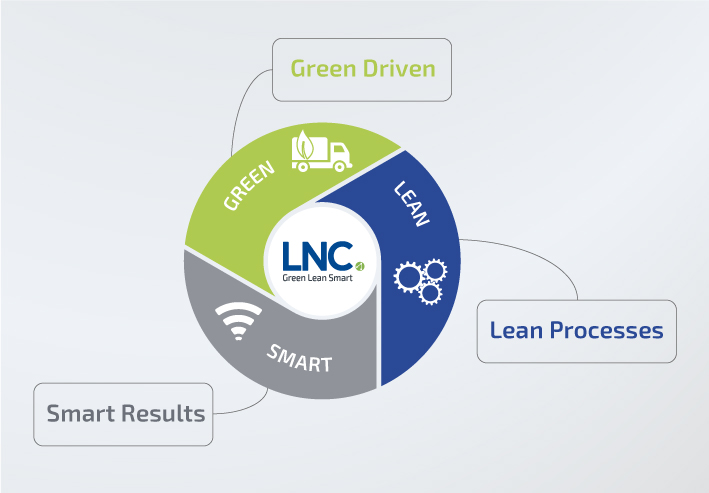 Green Driven
GREEN
LEAN
LNC
Green Lean Smart
Lean Processes
SMART
Smart Results